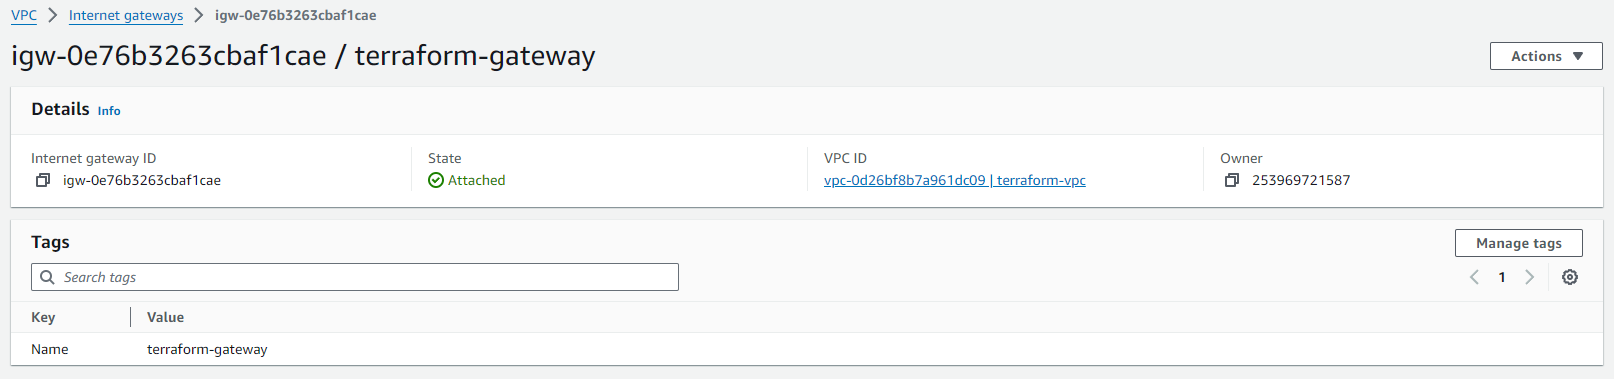 VPC > Internet gateways > igw-0e76b3263cbaf1cae
igw-0e76b3263cbaf1cae / terraform-gateway
Actions
Details Info
Internet gateway ID
igw-0e76b3263cbaf1cae
State
Attached
VPC ID
vpc-0d26bf8b7a961dc09 | terraform-vpc
Owner
253969721587
Tags
Manage tags
Search tags
1
Key Value
Name terraform-gateway